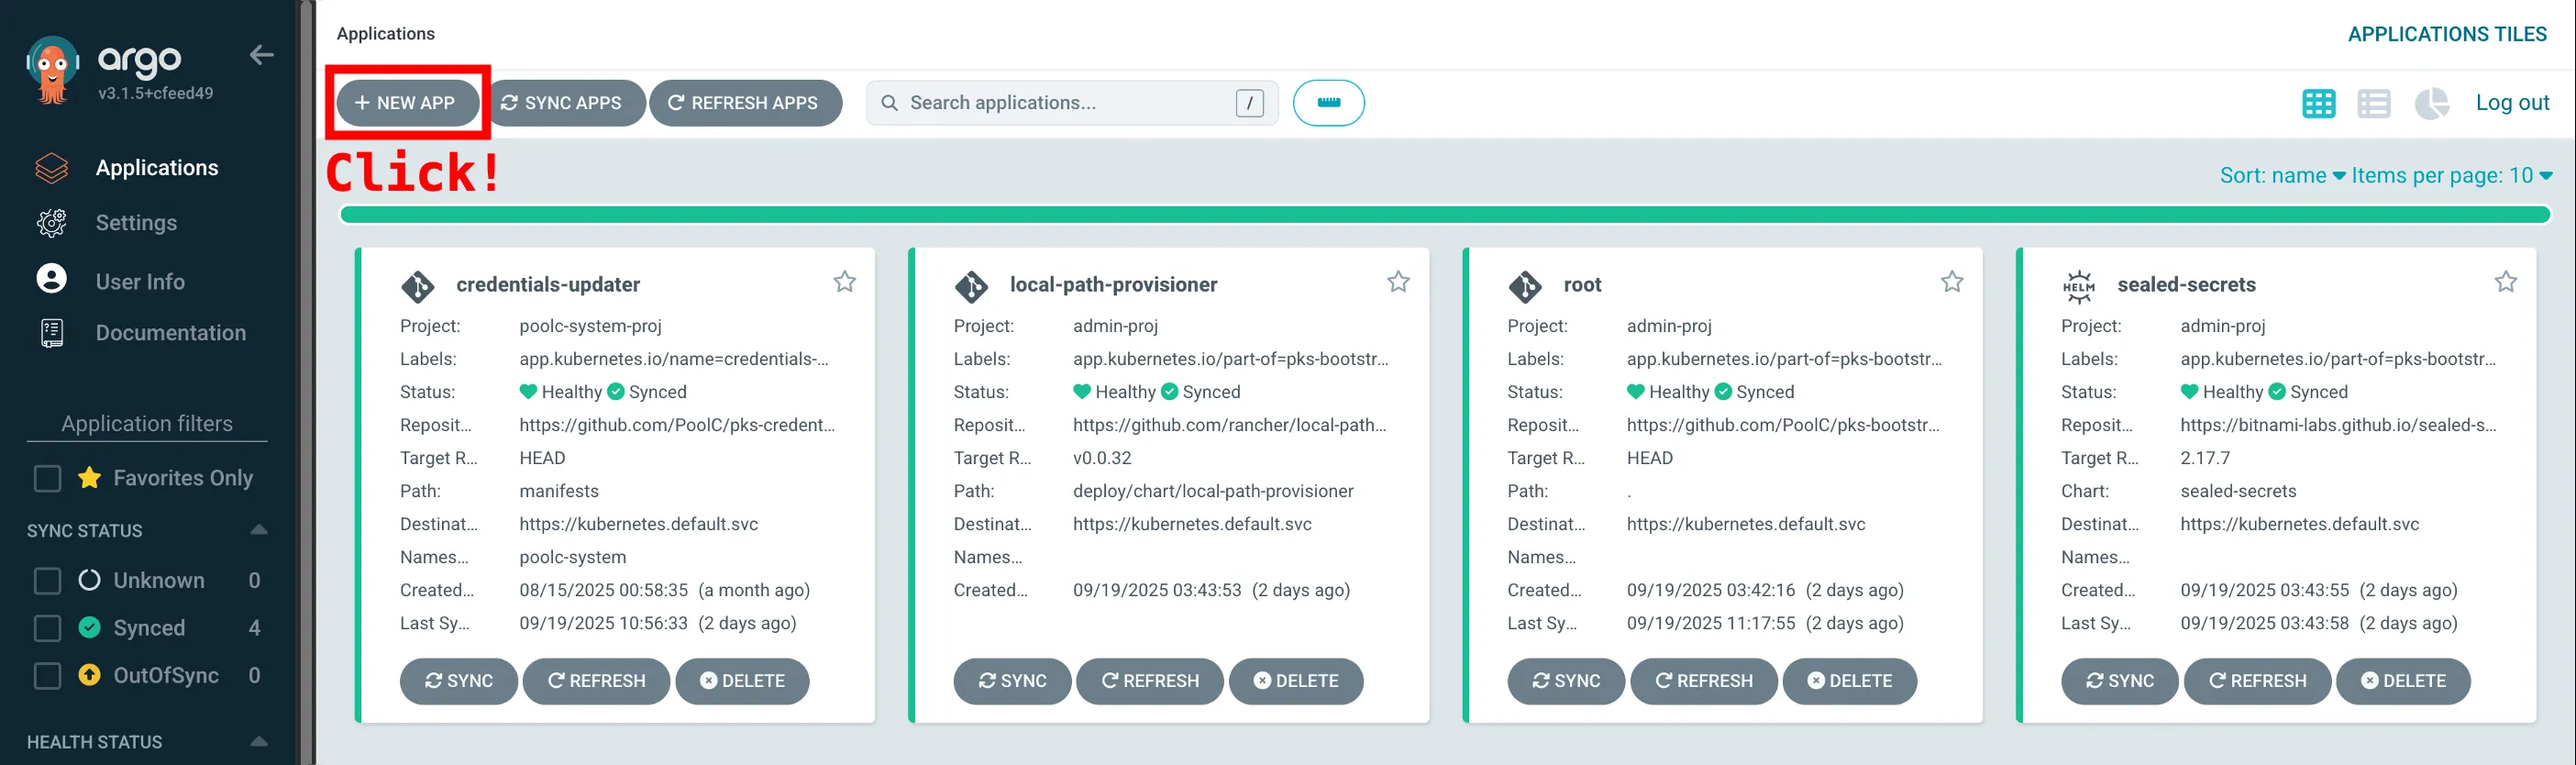 argo
v3.1.5+cfeed49
Applications
Settings
User Info
Documentation
Application filters
Favorites Only
SYNC STATUS
Unknown 0
Synced 4
OutOfSync 0
HEALTH STATUS
Applications
APPLICATIONS TILES
+ NEW APP
SYNC APPS
REFRESH APPS
Search applications...
/
Log out
Click!
Sort: name
Items per page: 10
credentials-updater
Project: poolc-system-proj
Labels: app.kubernetes.io/name=credentials-...
Status: Healthy Synced
Reposit... https://github.com/PoolC/pks-credent...
Target R... HEAD
Path: manifests
Destinat... https://kubernetes.default.svc
Names... poolc-system
Created... 08/15/2025 00:58:35 (a month ago)
Last Sy... 09/19/2025 10:56:33 (2 days ago)
SYNC REFRESH DELETE
local-path-provisioner
Project: admin-proj
Labels: app.kubernetes.io/part-of=pks-bootstr...
Status: Healthy Synced
Reposit... https://github.com/rancher/local-path...
Target R... v0.0.32
Path: deploy/chart/local-path-provisioner
Destinat... https://kubernetes.default.svc
Names...
Created... 09/19/2025 03:43:53 (2 days ago)
SYNC REFRESH DELETE
root
Project: admin-proj
Labels: app.kubernetes.io/part-of=pks-bootstr...
Status: Healthy Synced
Reposit... https://github.com/PoolC/pks-bootstr...
Target R... HEAD
Path: .
Destinat... https://kubernetes.default.svc
Names...
Created... 09/19/2025 03:42:16 (2 days ago)
Last Sy... 09/19/2025 11:17:55 (2 days ago)
SYNC REFRESH DELETE
HELM
sealed-secrets
Project: admin-proj
Labels: app.kubernetes.io/part-of=pks-bootstr...
Status: Healthy Synced
Reposit... https://bitnami-labs.github.io/sealed-s...
Target R... 2.17.7
Chart: sealed-secrets
Destinat... https://kubernetes.default.svc
Names...
Created... 09/19/2025 03:43:55 (2 days ago)
Last Sy... 09/19/2025 03:43:58 (2 days ago)
SYNC REFRESH DELETE